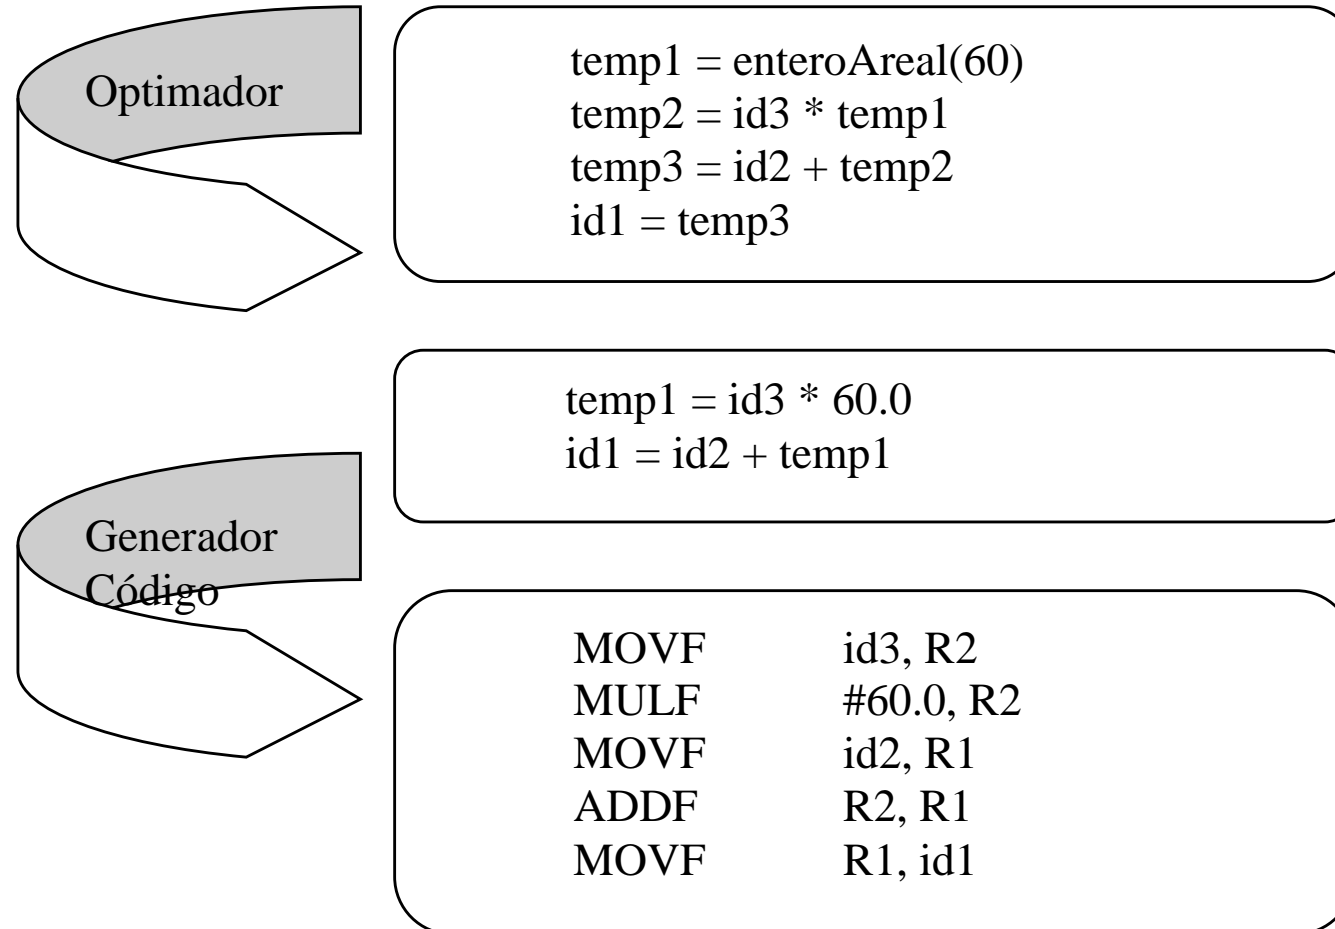 Optimador
temp1 = enteroAreal(60)
temp2 = id3 * temp1
temp3 = id2 + temp2
id1 = temp3
temp1 = id3 * 60.0
id1 = id2 + temp1
Generador
Código
MOVF id3, R2
MULF #60.0, R2
MOVF id2, R1
ADDF R2, R1
MOVF R1, id1